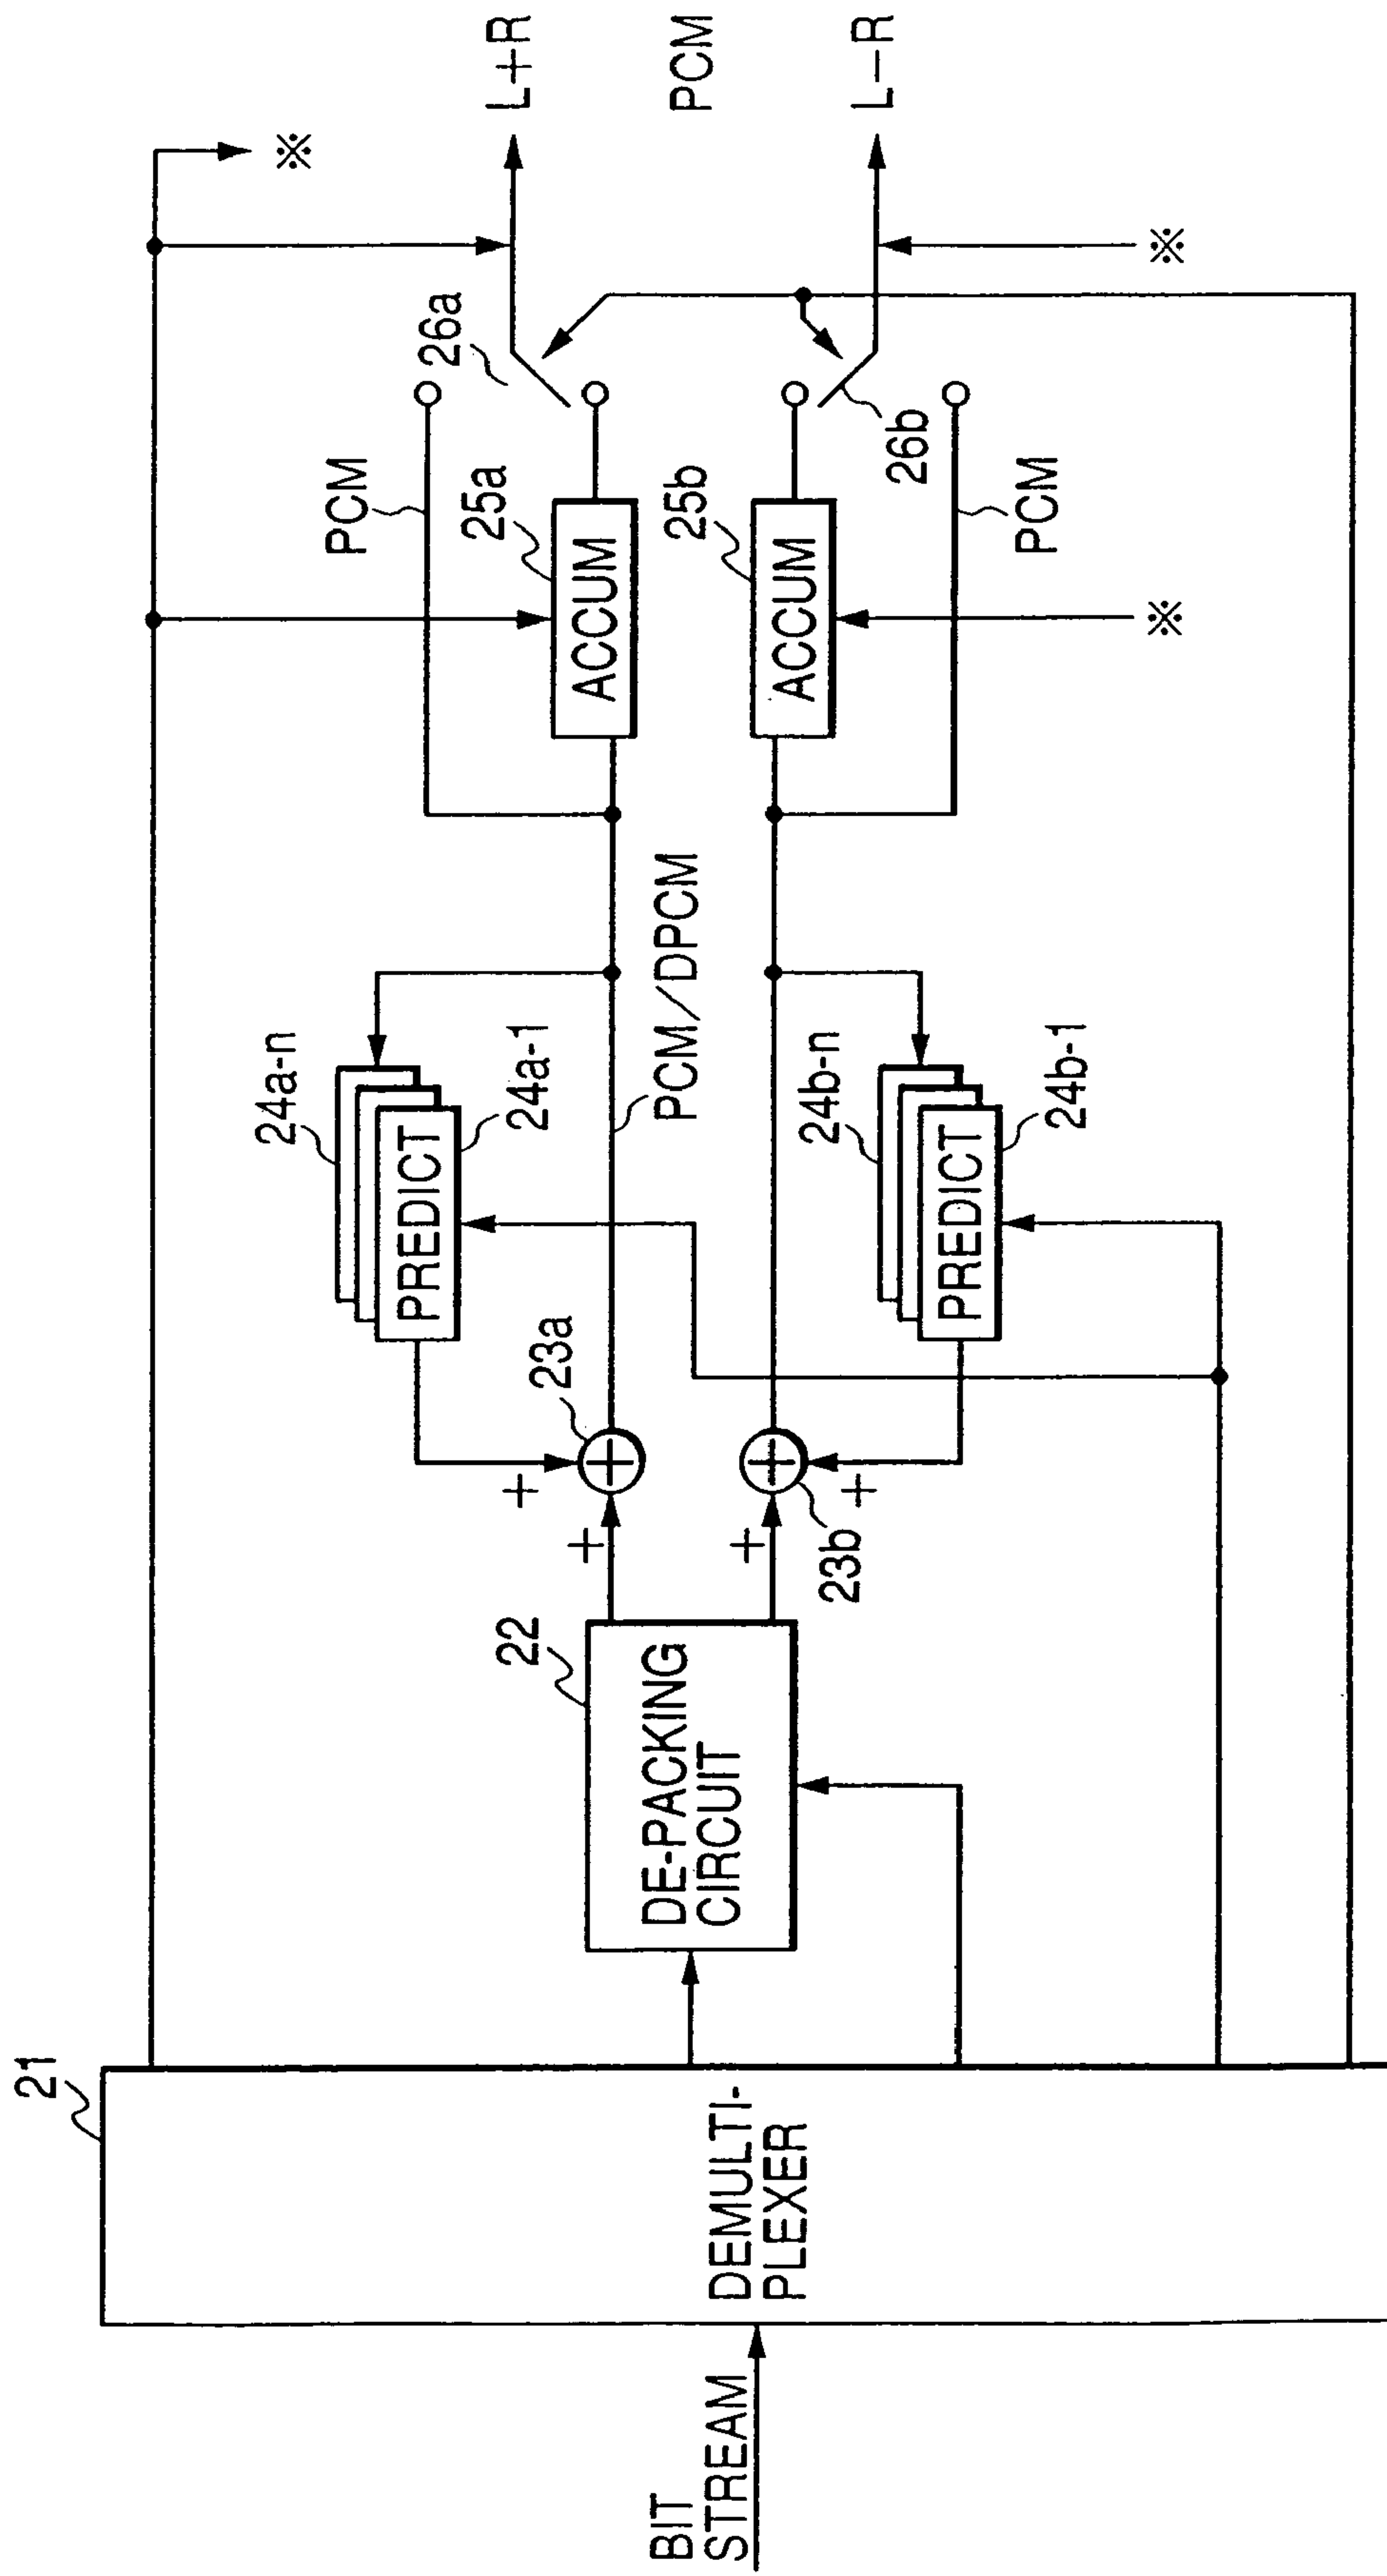 21
BIT
STREAM
DEMULTI-
PLEXER
22
DE-PACKING
CIRCUIT
+
+
23a
+
+
23b
24a-n
PREDICT
24a-1
24b-n
PREDICT
24b-1
PCM/DPCM
PCM
25a
ACCUM
25b
ACCUM
PCM
26a
26b
※
※
※
L+R
PCM
L−R